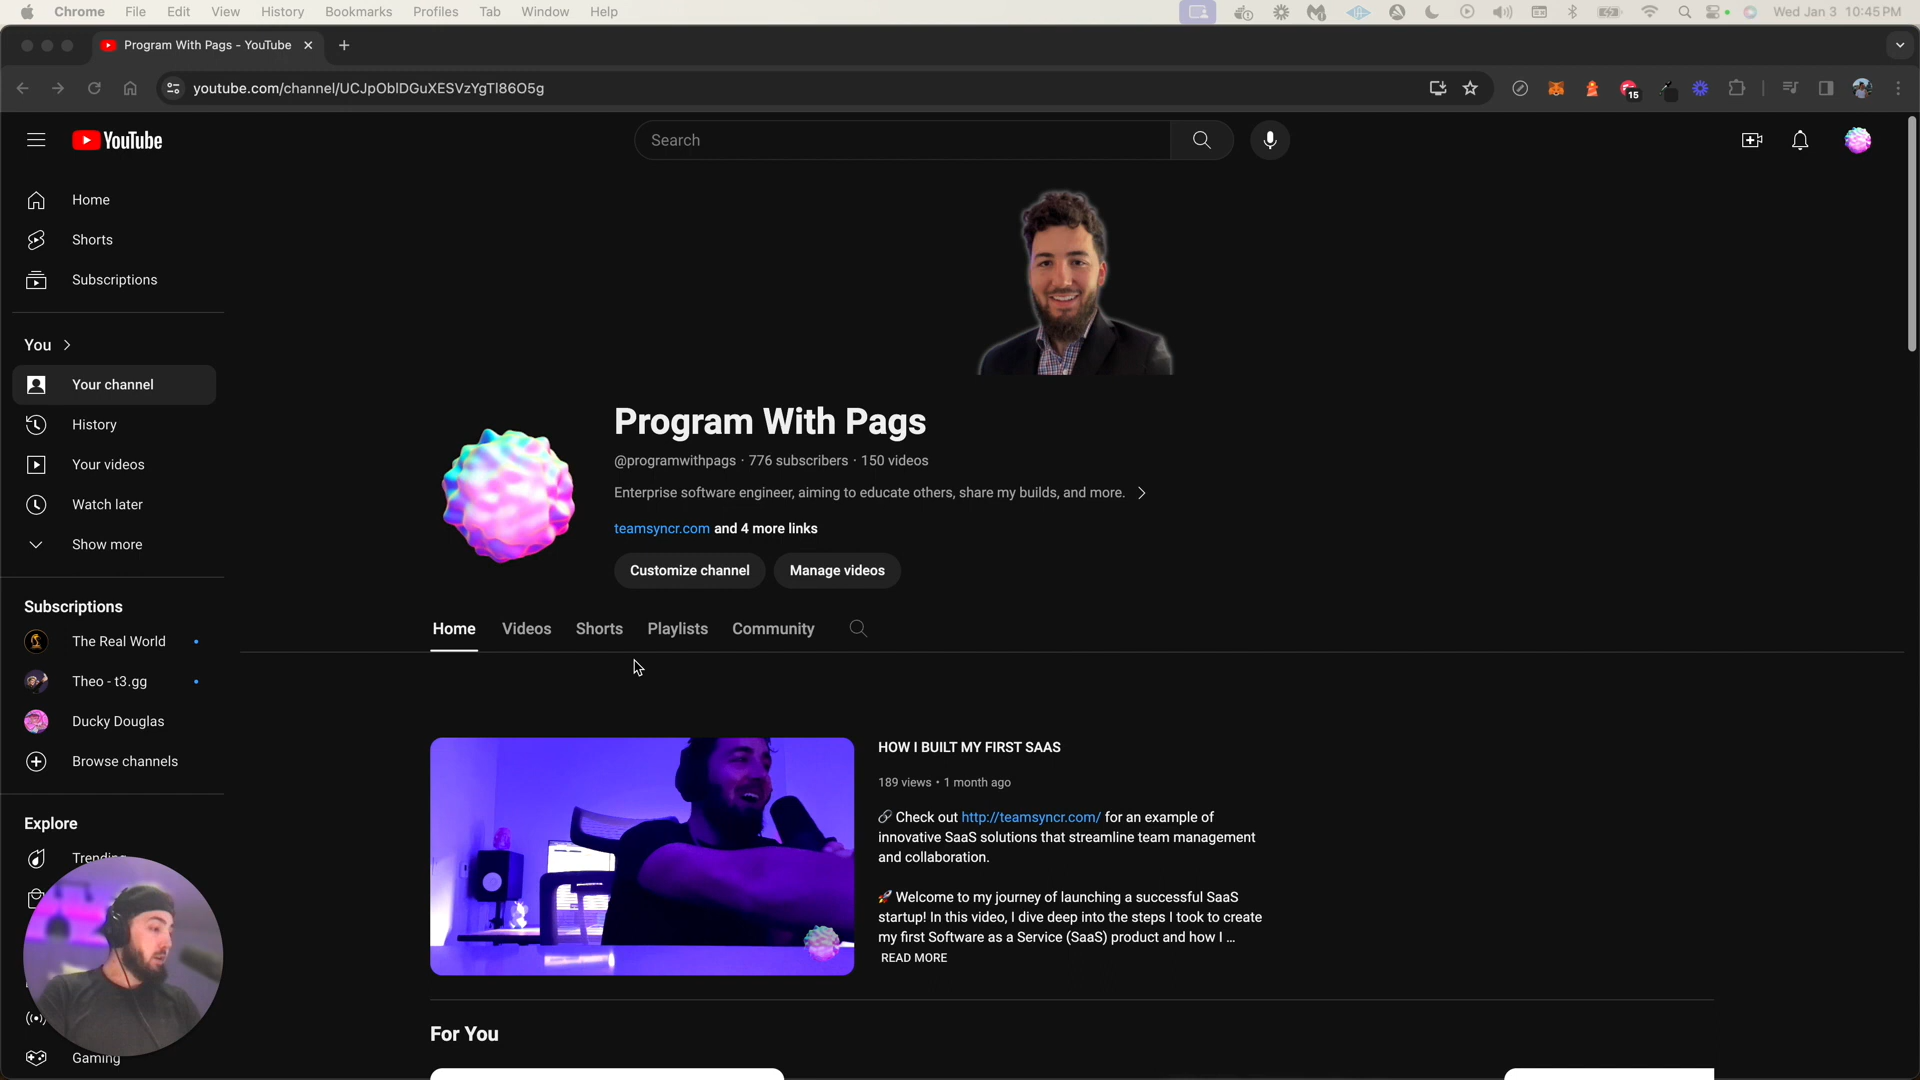 Chrome File Edit View History Bookmarks Profiles Tab Window Help Wed Jan 3 10:45 PM
Program With Pags - YouTube
youtube.com/channel/UCJpOblDGuXESVzYgTl86O5g 15
YouTube
Search
Home
Shorts
Subscriptions
You
Your channel
History
Your videos
Watch later
Show more
Subscriptions
The Real World
Theo - t3.gg
Ducky Douglas
Browse channels
Explore
Trending
Gaming
Program With Pags
@programwithpags · 776 subscribers · 150 videos
Enterprise software engineer, aiming to educate others, share my builds, and more.
teamsyncr.com and 4 more links
Customize channel Manage videos
Home Videos Shorts Playlists Community
HOW I BUILT MY FIRST SAAS
189 views • 1 month ago
🔗 Check out http://teamsyncr.com/ for an example of
innovative SaaS solutions that streamline team management
and collaboration.
🚀 Welcome to my journey of launching a successful SaaS
startup! In this video, I dive deep into the steps I took to create
my first Software as a Service (SaaS) product and how I ...
READ MORE
For You